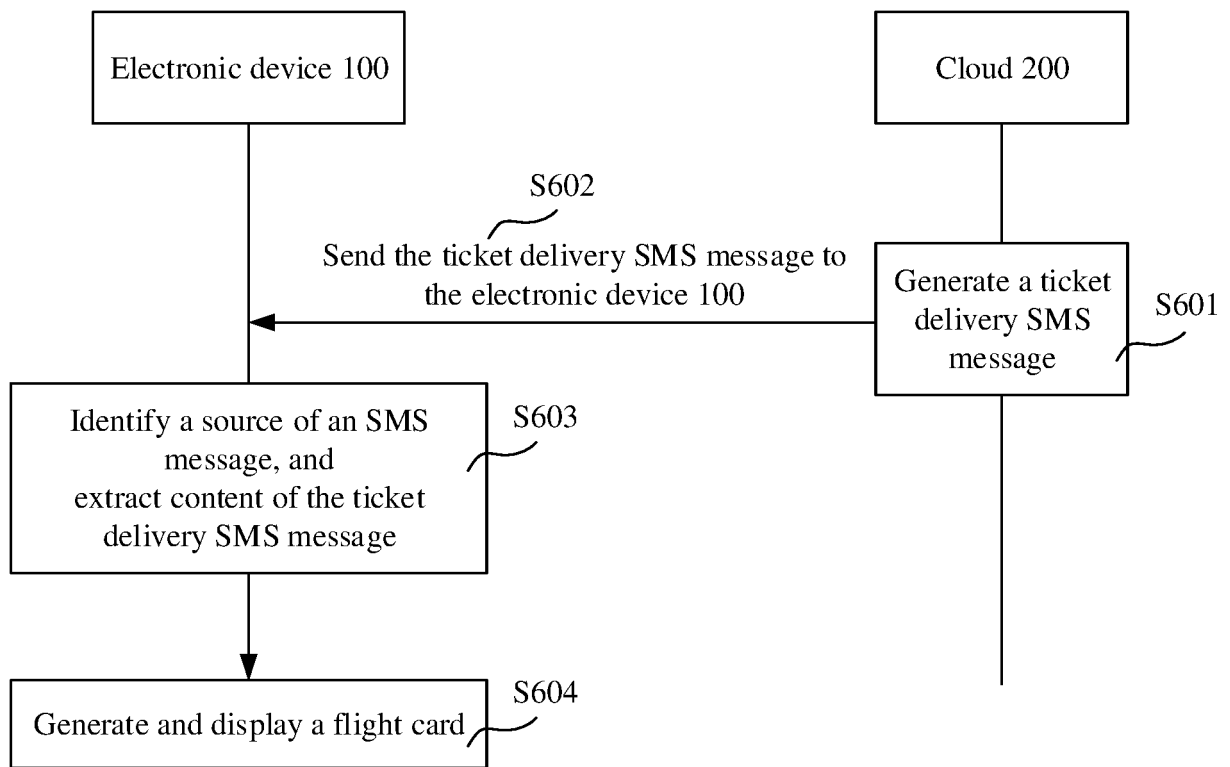 Electronic device 100
Cloud 200
S602
Send the ticket delivery SMS message to
the electronic device 100
Generate a ticket
delivery SMS
message
S601
Identify a source of an SMS
message, and
extract content of the ticket
delivery SMS message
S603
Generate and display a flight card
S604